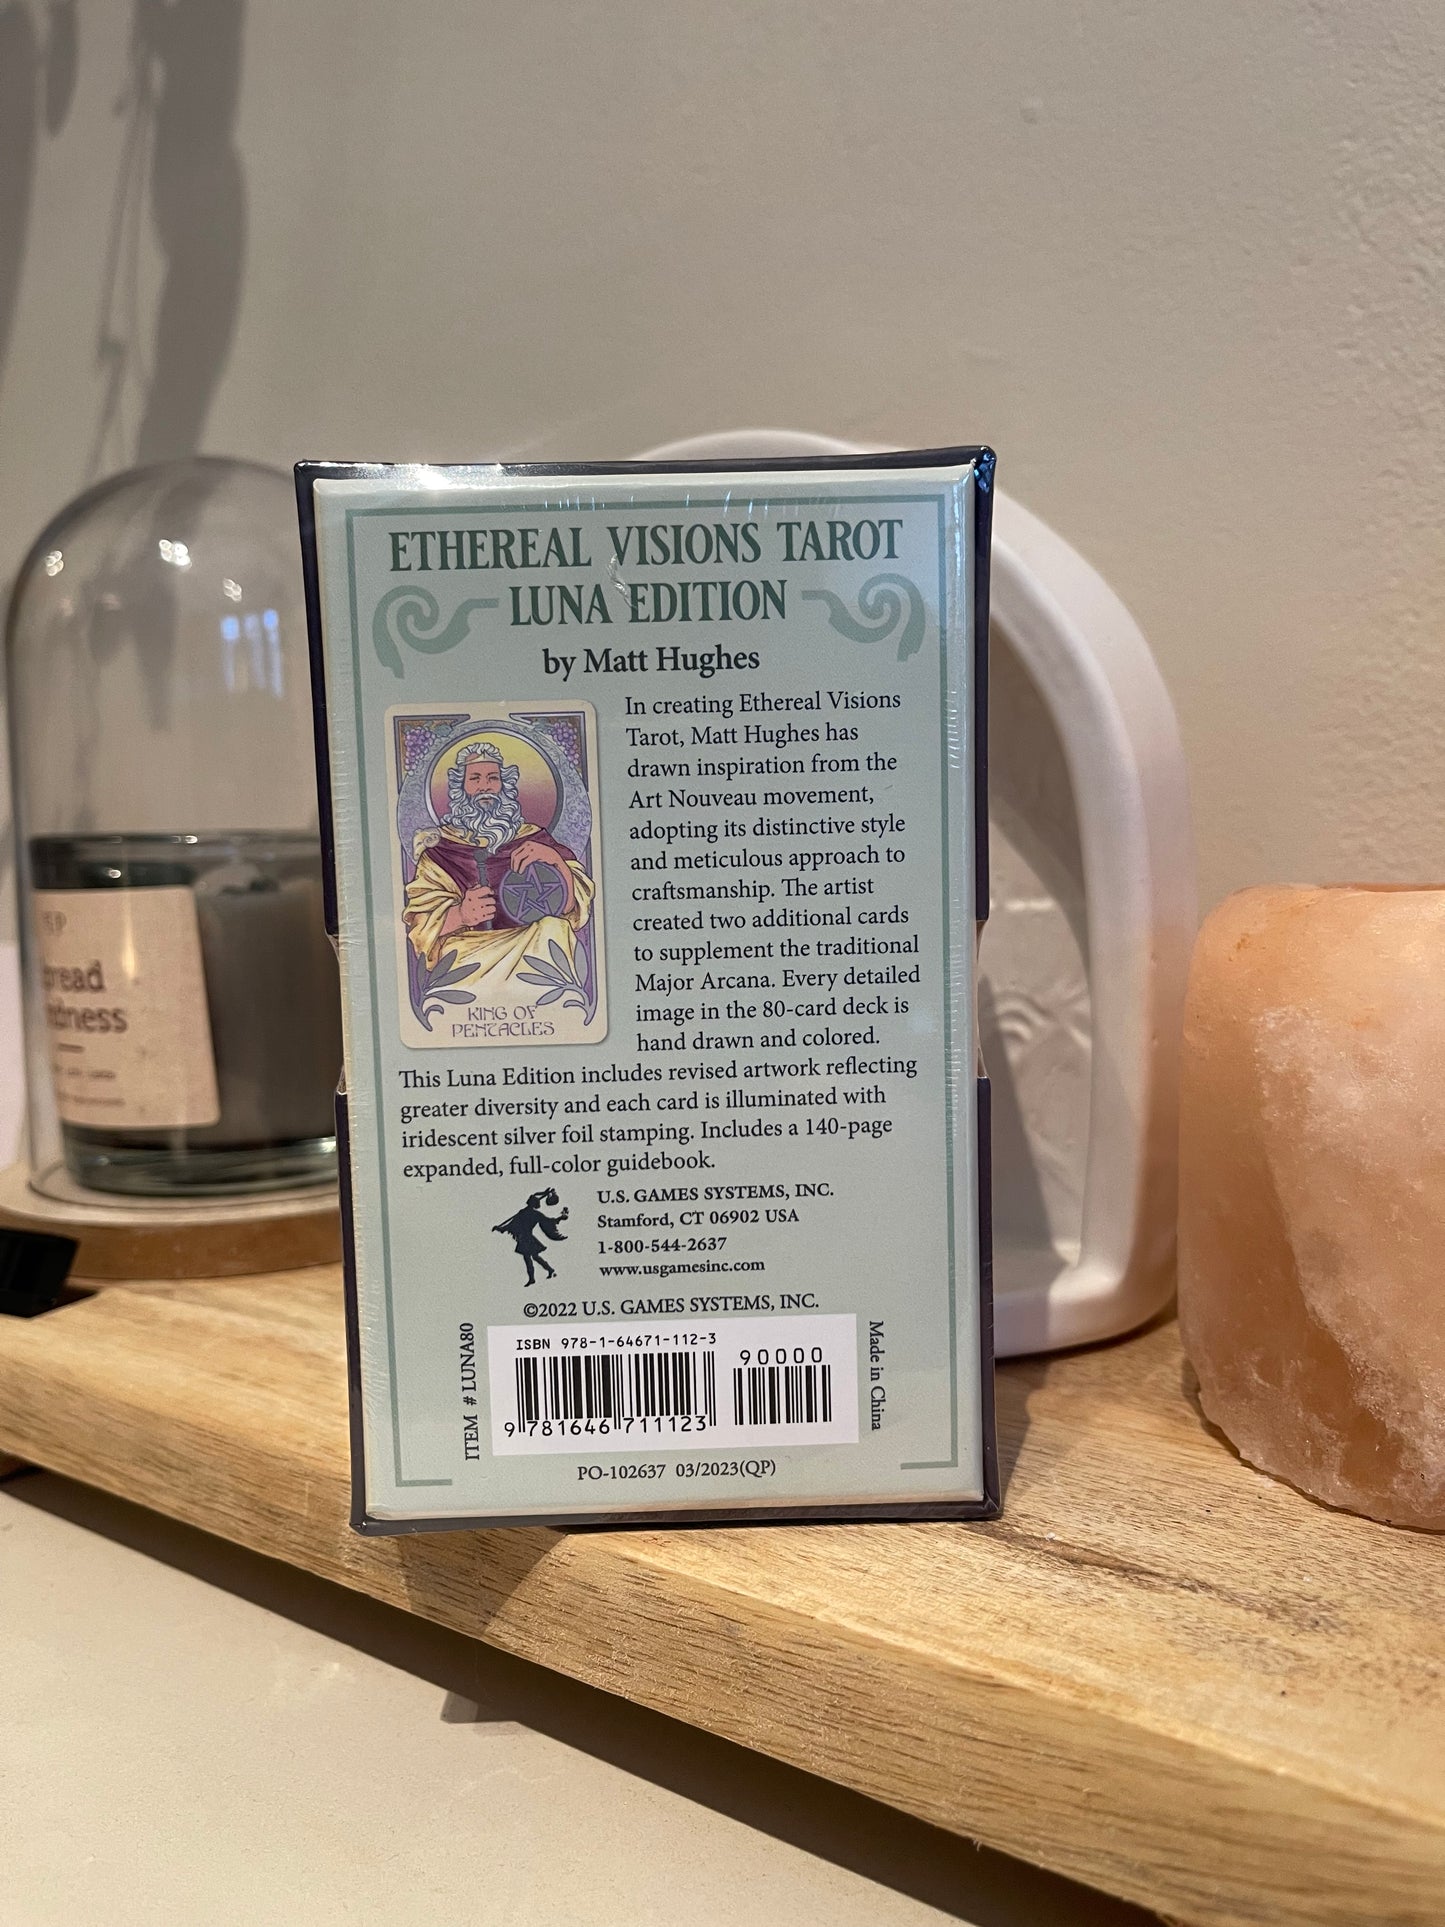 ETHEREAL VISIONS TAROT
LUNA EDITION
by Matt Hughes
In creating Ethereal Visions
Tarot, Matt Hughes has
drawn inspiration from the
Art Nouveau movement,
adopting its distinctive style
and meticulous approach to
craftsmanship. The artist
created two additional cards
to supplement the traditional
Major Arcana. Every detailed
image in the 80-card deck is
hand drawn and colored.
This Luna Edition includes revised artwork reflecting
greater diversity and each card is illuminated with
iridescent silver foil stamping. Includes a 140-page
expanded, full-color guidebook.
KING OF
PENTACLES
U.S. GAMES SYSTEMS, INC.
Stamford, CT 06902 USA
1-800-544-2637
www.usgamesinc.com
©2022 U.S. GAMES SYSTEMS, INC.
ITEM # LUNA80
ISBN 978-1-64671-112-3
90000
9 781646 711123
Made in China
PO-102637 03/2023(QP)